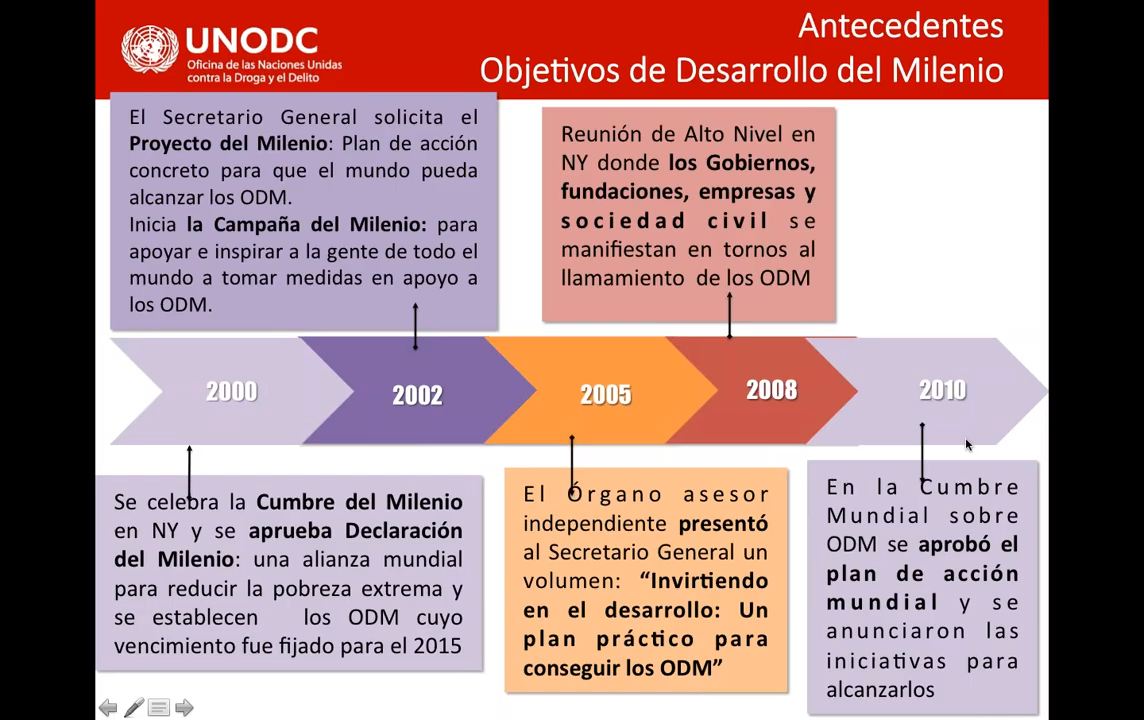 UNODC
Oficina de las Naciones Unidas
contra la Droga y el Delito
Antecedentes
Objetivos de Desarrollo del Milenio
El Secretario General solicita el
Proyecto del Milenio: Plan de acción
concreto para que el mundo pueda
alcanzar los ODM.
Inicia la Campaña del Milenio: para
apoyar e inspirar a la gente de todo el
mundo a tomar medidas en apoyo a
los ODM.
Reunión de Alto Nivel en
NY donde los Gobiernos,
fundaciones, empresas y
sociedad civil se
manifiestan en tornos al
llamamiento de los ODM
2000
2002
2005
2008
2010
Se celebra la Cumbre del Milenio
en NY y se aprueba Declaración
del Milenio: una alianza mundial
para reducir la pobreza extrema y
se establecen los ODM cuyo
vencimiento fue fijado para el 2015
El Órgano asesor
independiente presentó
al Secretario General un
volumen: “Invirtiendo
en el desarrollo: Un
plan práctico para
conseguir los ODM”
En la Cumbre
Mundial sobre
ODM se aprobó el
plan de acción
mundial y se
anunciaron las
iniciativas para
alcanzarlos